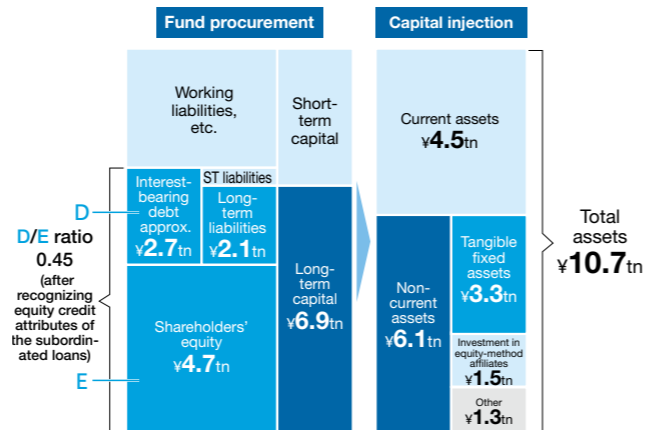 Fund procurement
Capital injection
Working
liabilities,
etc.
Short-
term
capital
Current assets
¥4.5tn
ST liabilities
Interest-
bearing
debt
approx.
¥2.7tn
Long-
term
liabilities
¥2.1tn
D
D/E ratio
0.45
(after
recognizing
equity credit
attributes of
the subordin-
ated loans)
E
Shareholders'
equity
¥4.7tn
Long-
term
capital
¥6.9tn
Non-
current
assets
¥6.1tn
Tangible
fixed
assets
¥3.3tn
Investment in
equity-method
affiliates
¥1.5tn
Other
¥1.3tn
Total
assets
¥10.7tn